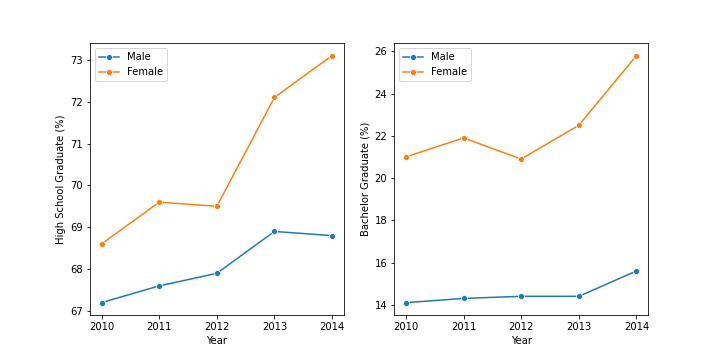 Male
Female
High School Graduate (%)
73
72
71
70
69
68
67
2010 2011 2012 2013 2014
Year
Male
Female
Bachelor Graduate (%)
26
24
22
20
18
16
14
2010 2011 2012 2013 2014
Year